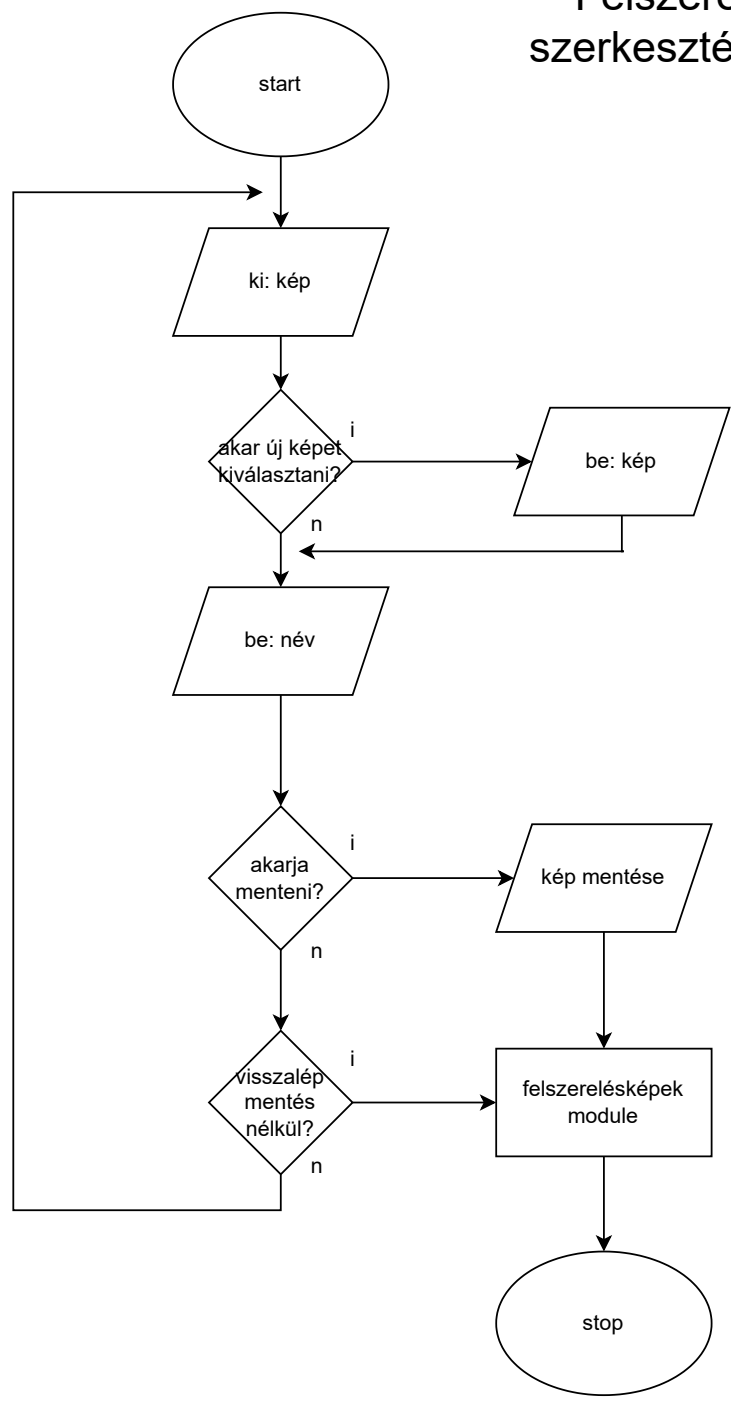 szerkeszté
start
ki: kép
akar új képet
kiválasztani?
i
be: kép
n
be: név
akarja
menteni?
i
kép mentése
n
visszalép
mentés
nélkül?
i
felszerelésképek
module
n
stop